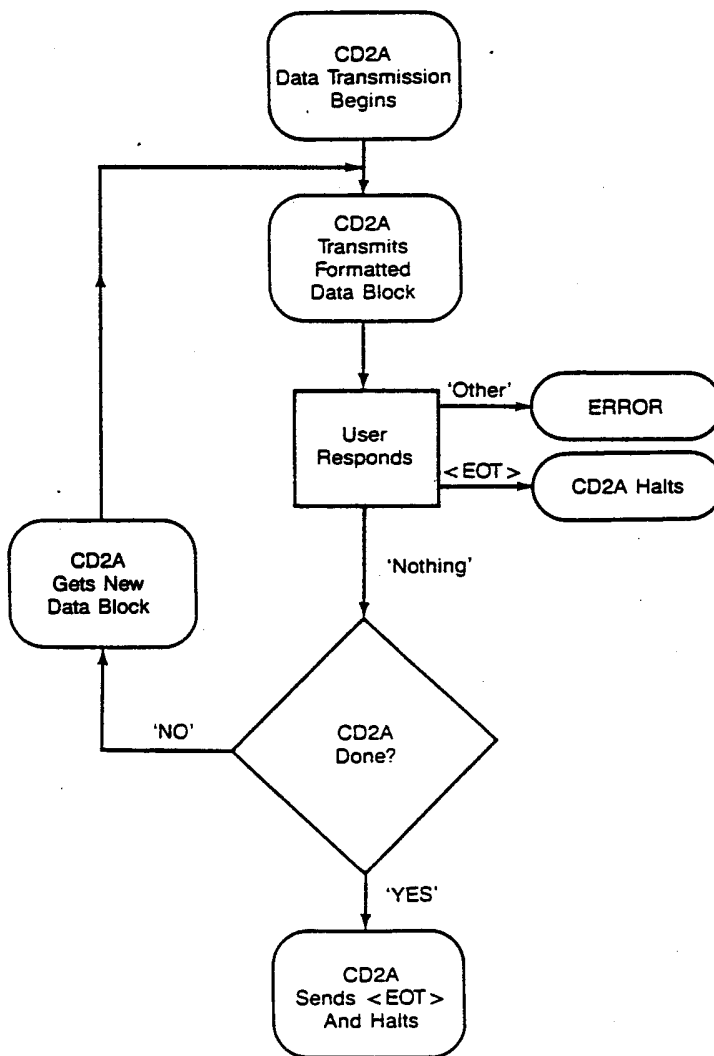 CD2A
Data Transmission
Begins
CD2A
Transmits
Formatted
Data Block
User
Responds
'Other'
ERROR
<EOT>
CD2A Halts
'Nothing'
CD2A
Gets New
Data Block
'NO'
CD2A
Done?
'YES'
CD2A
Sends <EOT>
And Halts